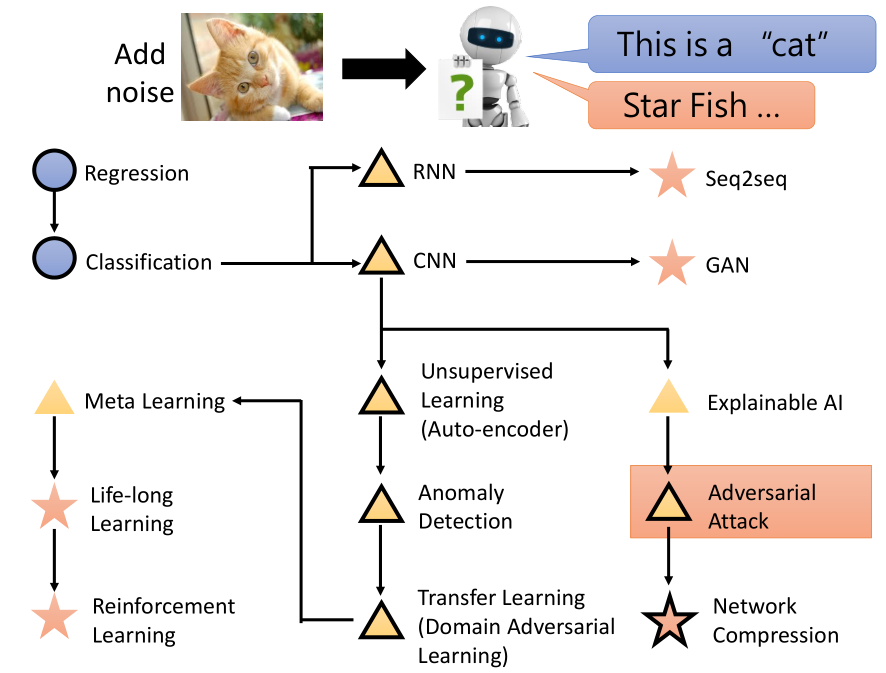 Add
noise
?
This is a “cat”
Star Fish ...
Regression
RNN
Seq2seq
Classification
CNN
GAN
Meta Learning
Unsupervised
Learning
(Auto-encoder)
Explainable AI
Life-long
Learning
Anomaly
Detection
Adversarial
Attack
Reinforcement
Learning
Transfer Learning
(Domain Adversarial
Learning)
Network
Compression